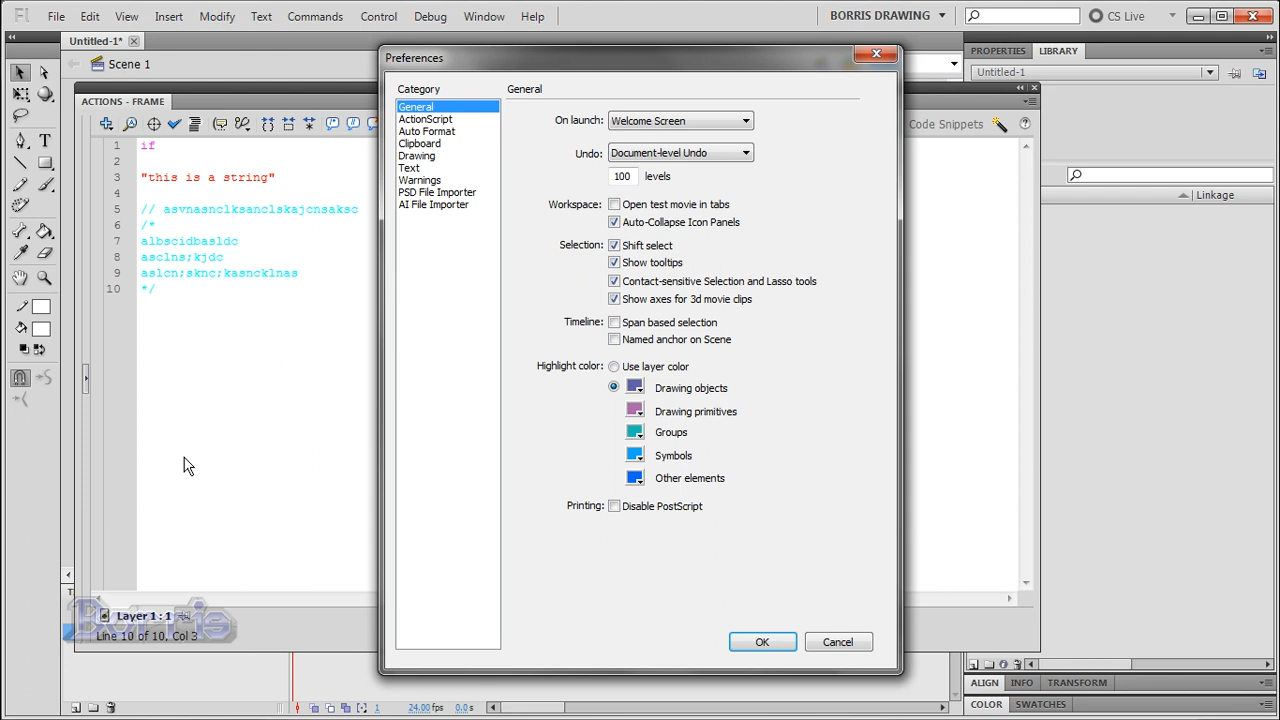 Fl File Edit View Insert Modify Text Commands Control Debug Window Help BORRIS DRAWING CS Live
Untitled-1*
Scene 1
Preferences
PROPERTIES LIBRARY
Untitled-1
ACTIONS - FRAME
Code Snippets
Linkage
1 if
2
3 "this is a string"
4
5 // asvnasnclksanclskajcnsaksc
6 /*
7 albscidbasldc
8 asclns;kjdc
9 aslcn;sknc;kasncklnas
10 */
Category
General
ActionScript
Auto Format
Clipboard
Drawing
Text
Warnings
PSD File Importer
AI File Importer
General
On launch: Welcome Screen
Undo: Document-level Undo
100 levels
Workspace: Open test movie in tabs
Auto-Collapse Icon Panels
Selection: Shift select
Show tooltips
Contact-sensitive Selection and Lasso tools
Show axes for 3d movie clips
Timeline: Span based selection
Named anchor on Scene
Highlight color: Use layer color
Drawing objects
Drawing primitives
Groups
Symbols
Other elements
Printing: Disable PostScript
OK Cancel
Layer 1 : 1
Borris
Line 10 of 10, Col 3
1 24.00 fps 0.0 s
ALIGN INFO TRANSFORM
COLOR SWATCHES